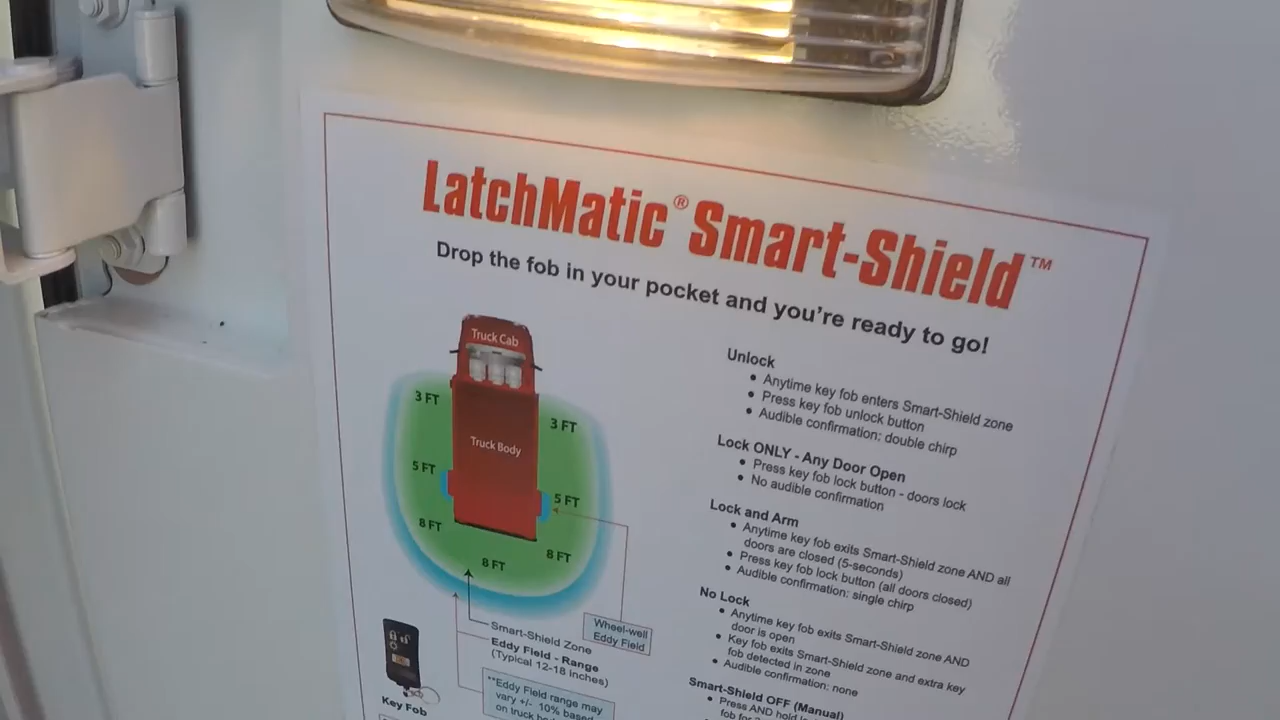 LatchMatic® Smart-Shield™
Drop the fob in your pocket and you're ready to go!
Truck Cab
Truck Body
3 FT
3 FT
5 FT
5 FT
8 FT
8 FT
8 FT
Wheel-well
Eddy Field
Smart-Shield Zone
Eddy Field - Range
(Typical 12-18 inches)
**Eddy Field range may
vary +/- 10% based
on truck
Key Fob
Unlock
• Anytime key fob enters Smart-Shield zone
• Press key fob unlock button
• Audible confirmation: double chirp
Lock ONLY - Any Door Open
• Press key fob lock button - doors lock
• No audible confirmation
Lock and Arm
• Anytime key fob exits Smart-Shield zone AND all
doors are closed (5-seconds)
• Press key fob lock button (all doors closed)
• Audible confirmation: single chirp
No Lock
• Anytime key fob exits Smart-Shield zone AND
door is open
• Key fob exits Smart-Shield zone and extra key
fob detected in zone
• Audible confirmation: none
Smart-Shield OFF (Manual)
• Press AND hold
fob for